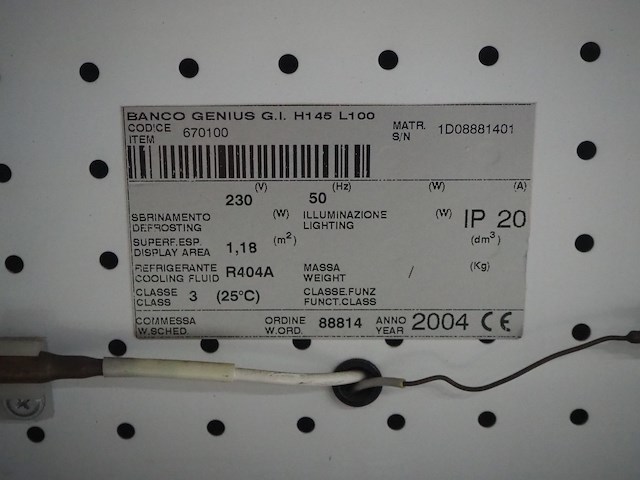 BANCO GENIUS G.I. H145 L100
CODICE ITEM 670100 MATR. S/N 1D08881401
230 (V) 50 (Hz) (W) (A)
SBRINAMENTO DEFROSTING (W) ILLUMINAZIONE LIGHTING (W) IP 20
SUPERF.ESP. DISPLAY AREA 1,18 (m²) (dm³)
REFRIGERANTE COOLING FLUID R404A MASSA WEIGHT / (Kg)
CLASSE CLASS 3 (25°C) CLASSE.FUNZ FUNCT.CLASS
COMMESSA W.SCHED. ORDINE W.ORD. 88814 ANNO YEAR 2004 CE